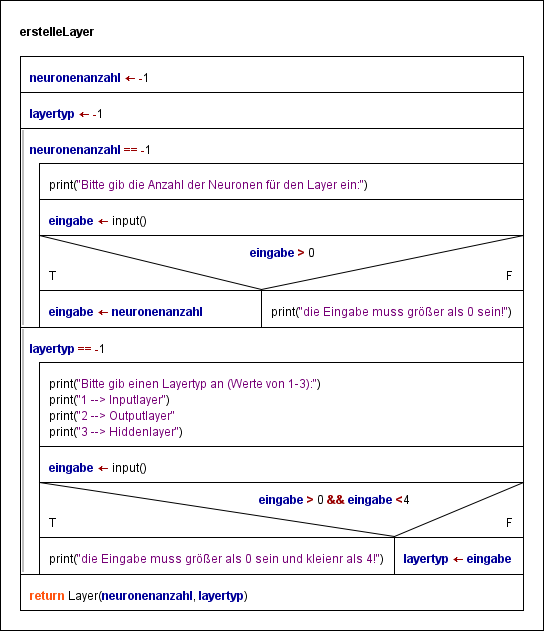 erstelleLayer
neuronenanzahl ← -1
layertyp ← -1
neuronenanzahl == -1
print("Bitte gib die Anzahl der Neuronen für den Layer ein:")
eingabe ← input()
eingabe > 0
T F
eingabe ← neuronenanzahl print("die Eingabe muss größer als 0 sein!")
layertyp == -1
print("Bitte gib einen Layertyp an (Werte von 1-3):")
print("1 --> Inputlayer")
print("2 --> Outputlayer"
print("3 --> Hiddenlayer")
eingabe ← input()
eingabe > 0 && eingabe <4
T F
print("die Eingabe muss größer als 0 sein und kleienr als 4!") layertyp ← eingabe
return Layer(neuronenanzahl, layertyp)